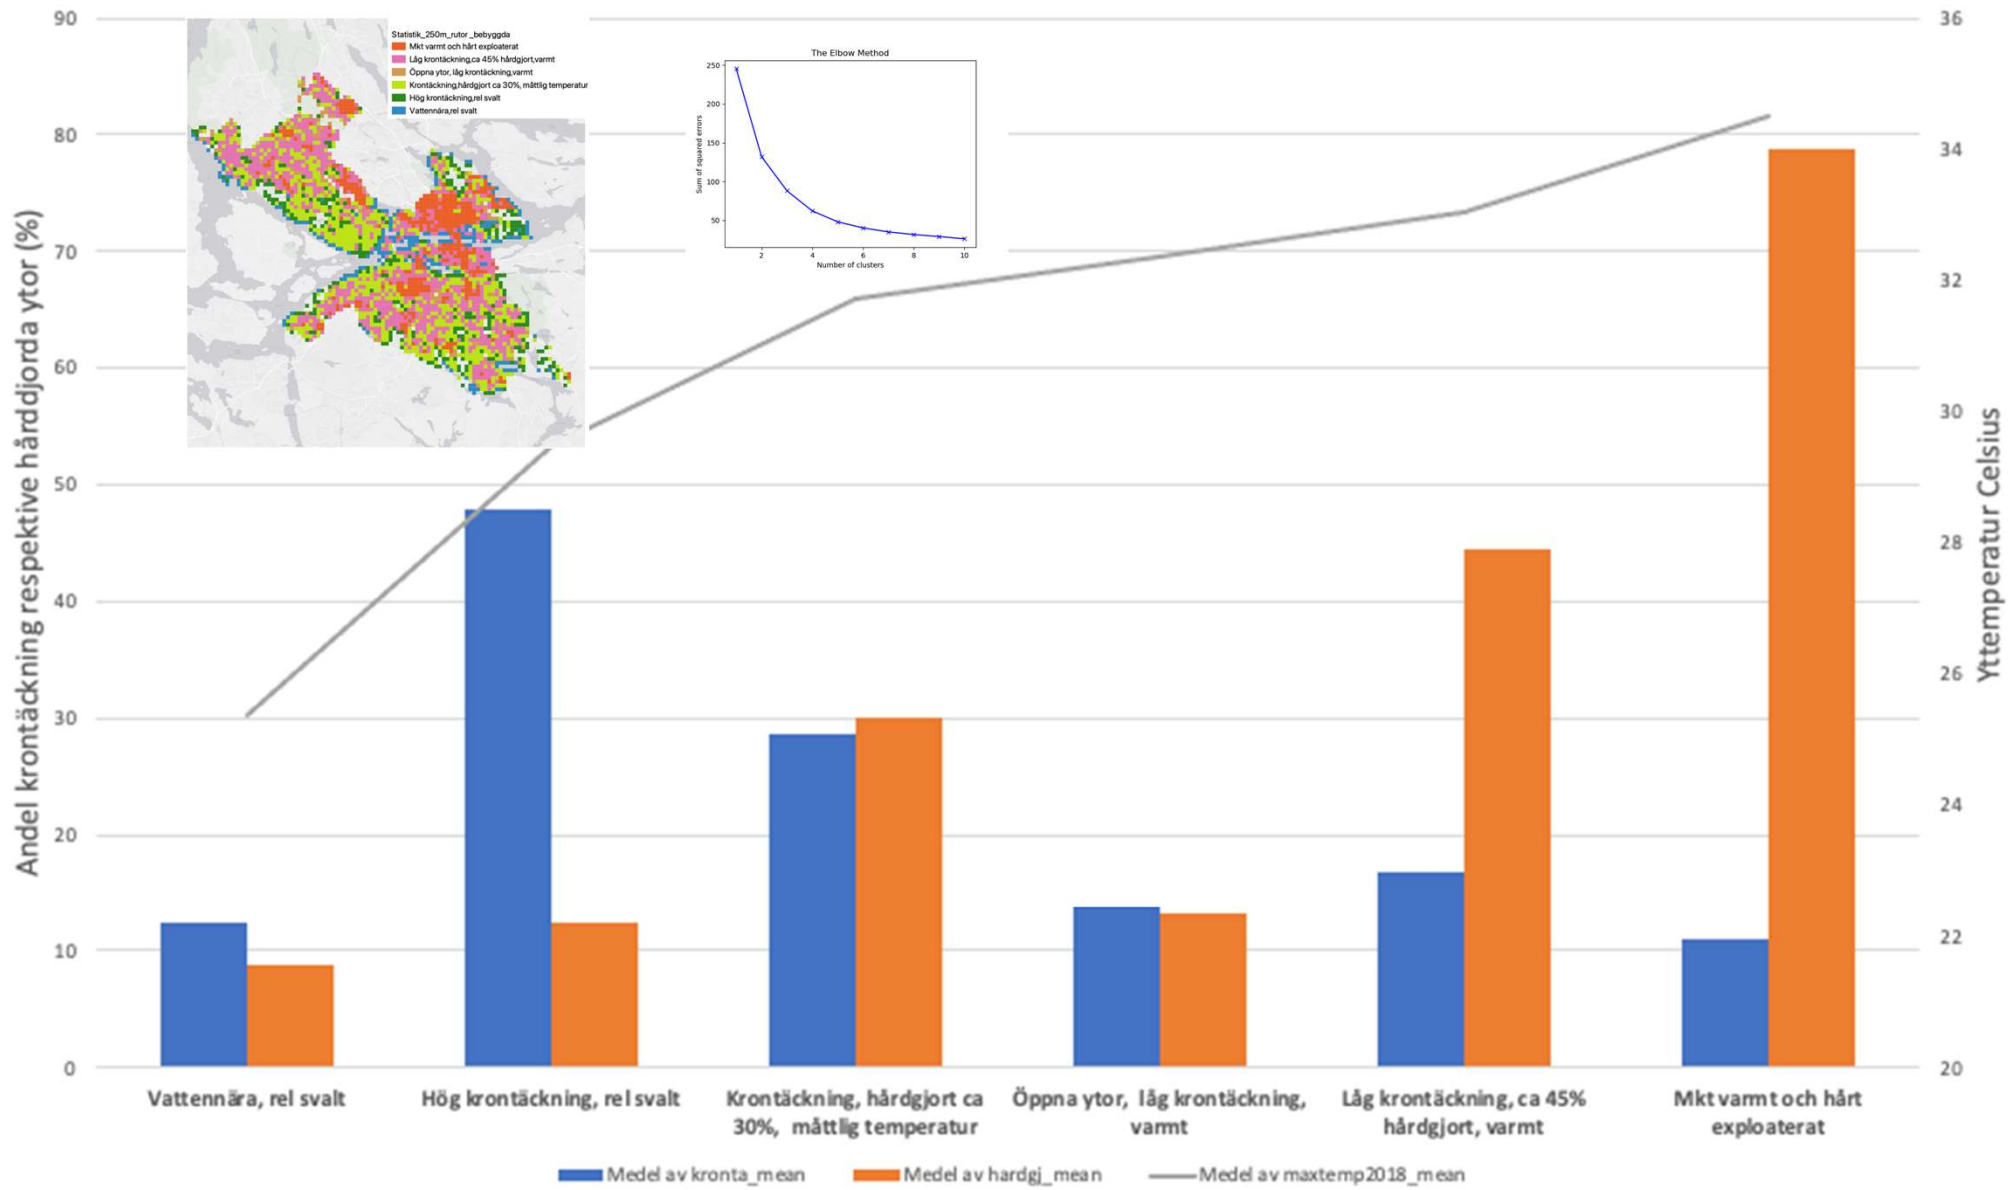 90
80
70
60
50
40
30
20
10
0
Andel krontäckning respektive hårddjorda ytor (%)
Statistik_250m_rutor_bebyggda
Mkt varmt och hårt exploaterat
Låg krontäckning,ca 45% hårdgjort,varmt
Öppna ytor, låg krontäckning,varmt
Krontäckning,hårdgjort ca 30%, måttlig temperatur
Hög krontäckning,rel svalt
Vattennära,rel svalt
The Elbow Method
250
200
150
100
50
Sum of squared errors
2 4 6 8 10
Number of clusters
36
34
32
30
28
26
24
22
20
Yttemperatur Celsius
Vattennära, rel svalt
Hög krontäckning, rel svalt
Krontäckning, hårdgjort ca
30%, måttlig temperatur
Öppna ytor, låg krontäckning,
varmt
Låg krontäckning, ca 45%
hårdgjort, varmt
Mkt varmt och hårt
exploaterat
Medel av kronta_mean Medel av hardgj_mean Medel av maxtemp2018_mean